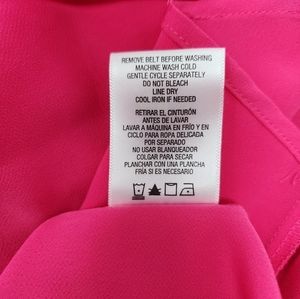 REMOVE BELT BEFORE WASHING
MACHINE WASH COLD
GENTLE CYCLE SEPARATELY
DO NOT BLEACH
LINE DRY
COOL IRON IF NEEDED
RETIRAR EL CINTURÓN
ANTES DE LAVAR
LAVAR A MÁQUINA EN FRÍO Y EN
CICLO PARA ROPA DELICADA
POR SEPARADO
NO USAR BLANQUEADOR
COLGAR PARA SECAR
PLANCHAR CON UNA PLANCHA
FRÍA SI ES NECESARIO